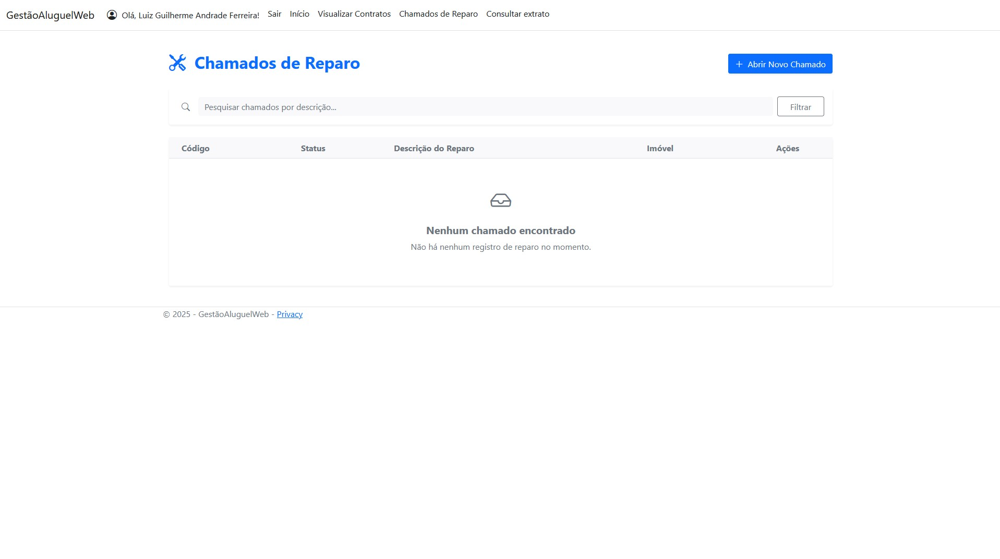 GestãoAluguelWeb Olá, Luiz Guilherme Andrade Ferreira! Sair Início Visualizar Contratos Chamados de Reparo Consultar extrato
Chamados de Reparo
Abrir Novo Chamado
Pesquisar chamados por descrição... Filtrar
Código Status Descrição do Reparo Imóvel Ações
Nenhum chamado encontrado
Não há nenhum registro de reparo no momento.
© 2025 - GestãoAluguelWeb - Privacy